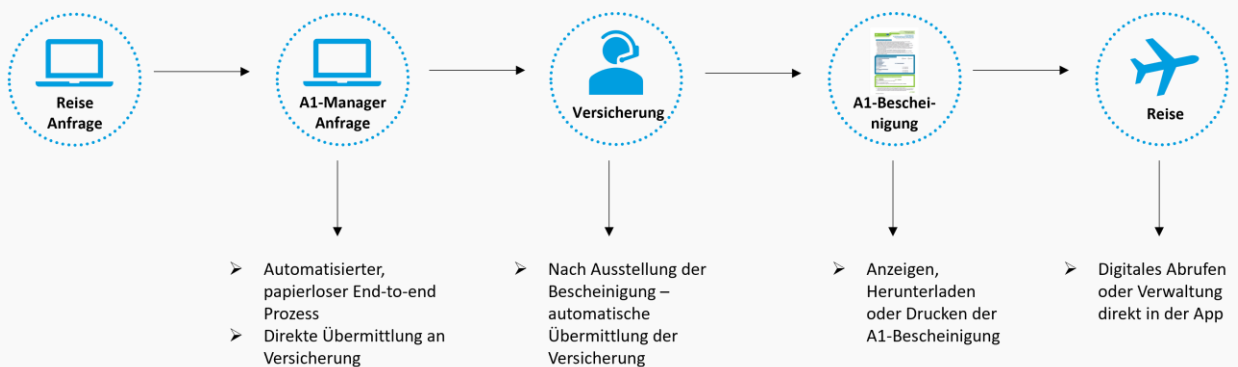 Reise
Anfrage
A1-Manager
Anfrage
Versicherung
A1-Beschei-
nigung
Reise
➢ Automatisierter,
papierloser End-to-end
Prozess
➢ Direkte Übermittlung an
Versicherung
➢ Nach Ausstellung der
Bescheinigung –
automatische
Übermittlung der
Versicherung
➢ Anzeigen,
Herunterladen
oder Drucken der
A1-Bescheinigung
➢ Digitales Abrufen
oder Verwaltung
direkt in der App